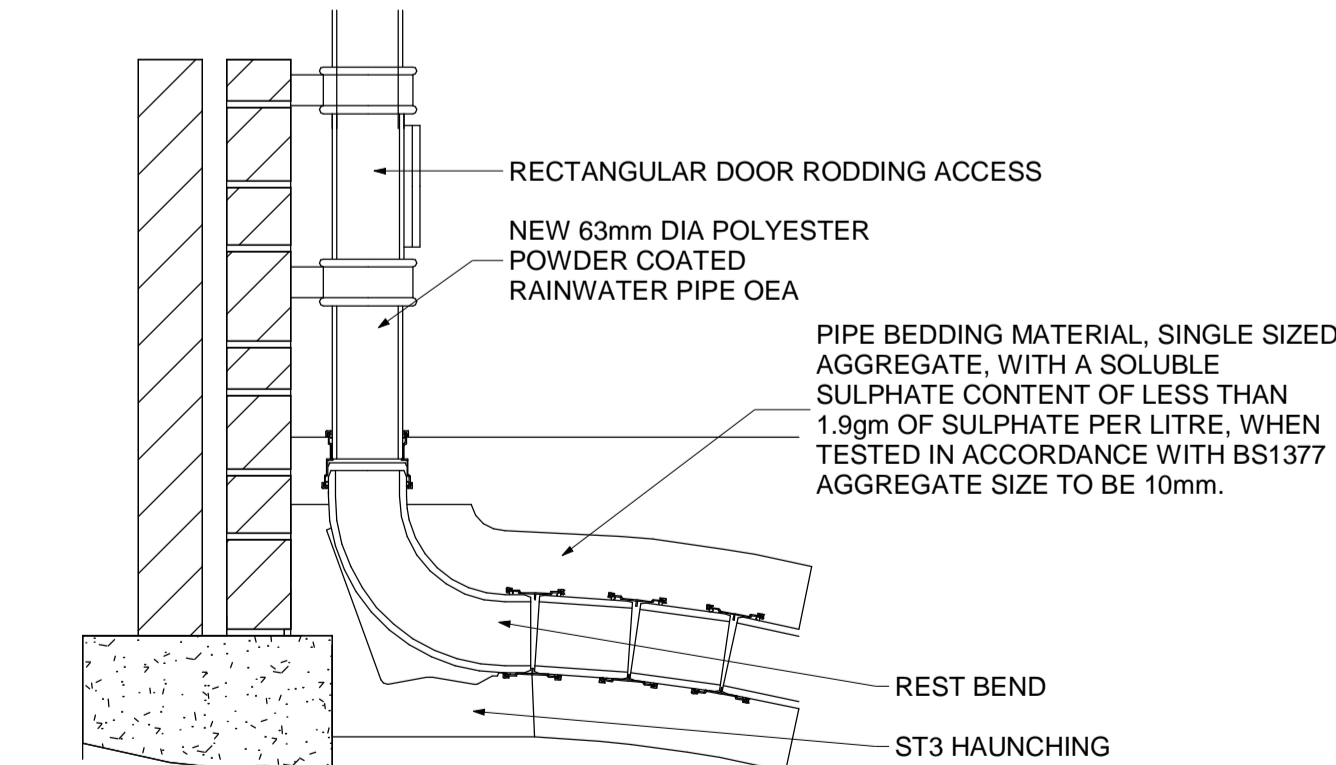 RECTANGULAR DOOR RODDING ACCESS
NEW 63mm DIA POLYESTER
POWDER COATED
RAINWATER PIPE OEA
PIPE BEDDING MATERIAL, SINGLE SIZED
AGGREGATE, WITH A SOLUBLE
SULPHATE CONTENT OF LESS THAN
1.9gm OF SULPHATE PER LITRE, WHEN
TESTED IN ACCORDANCE WITH BS1377
AGGREGATE SIZE TO BE 10mm.
REST BEND
ST3 HAUNCHING